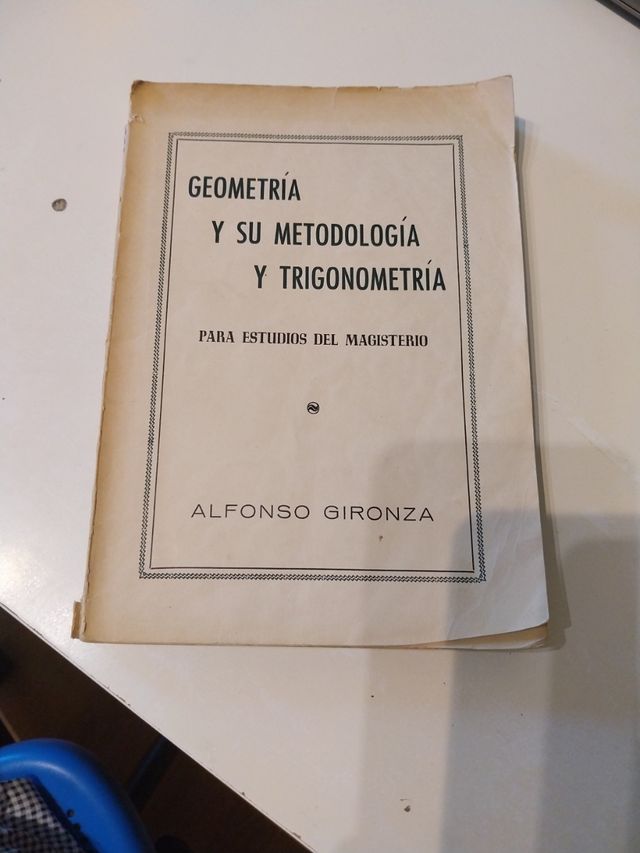 GEOMETRÍA
Y SU METODOLOGÍA
Y TRIGONOMETRÍA
PARA ESTUDIOS DEL MAGISTERIO
ALFONSO GIRONZA